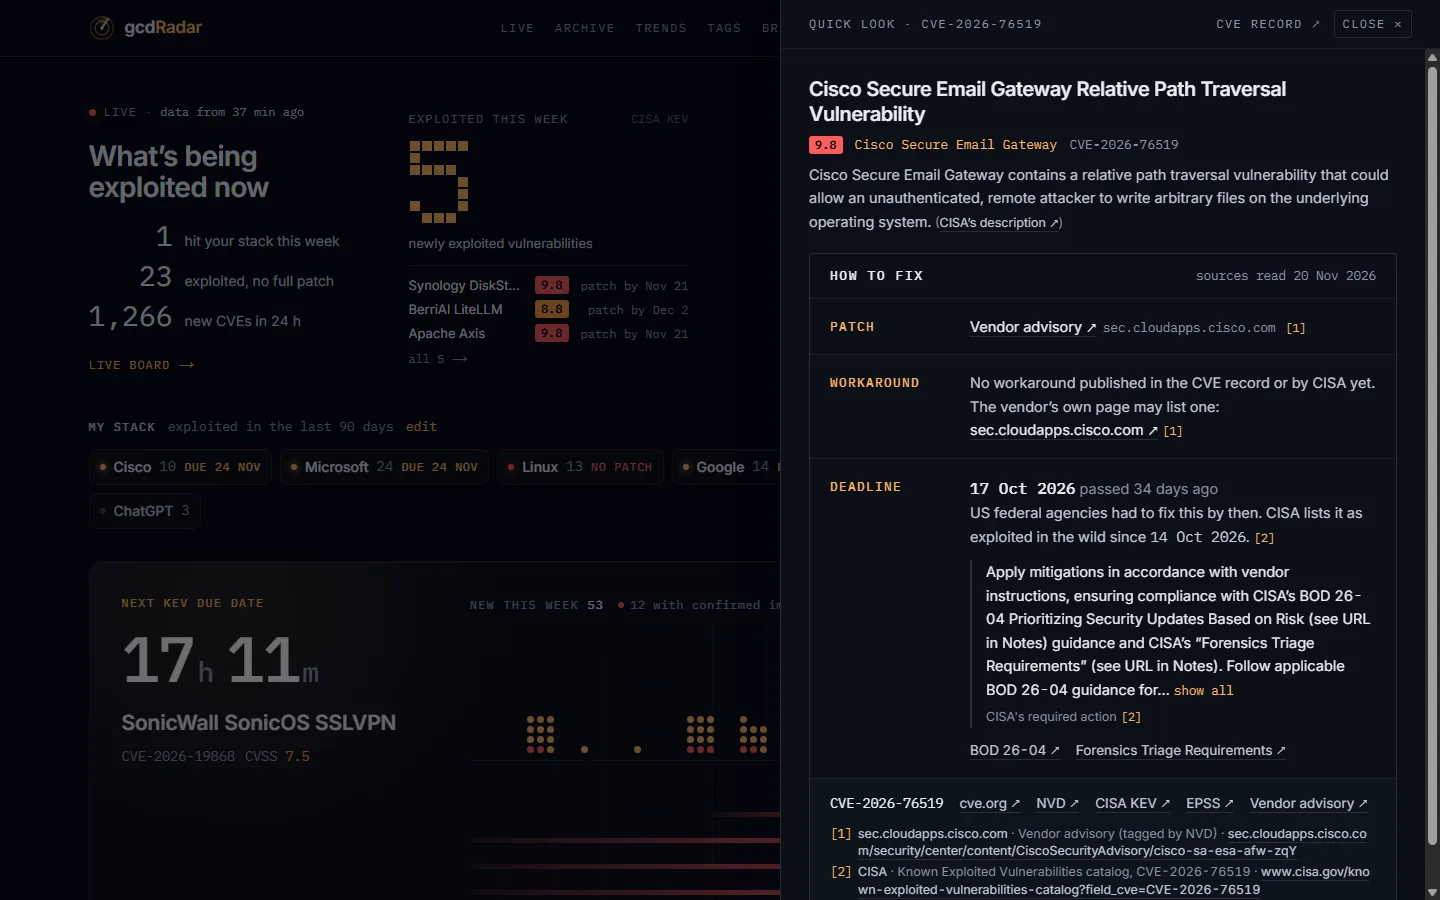 gcdRadar
LIVE ARCHIVE TRENDS TAGS BR
LIVE · data from 37 min ago
What's being
exploited now
1 hit your stack this week
23 exploited, no full patch
1,266 new CVEs in 24 h
LIVE BOARD →
EXPLOITED THIS WEEK CISA KEV
5
newly exploited vulnerabilities
Synology DiskSt... 9.8 patch by Nov 21
BerriAI LiteLLM 8.8 patch by Dec 2
Apache Axis 9.8 patch by Nov 21
all 5 →
MY STACK exploited in the last 90 days edit
Cisco 10 DUE 24 NOV Microsoft 24 DUE 24 NOV Linux 13 NO PATCH Google 14
ChatGPT 3
NEXT KEV DUE DATE
17h 11m
SonicWall SonicOS SSLVPN
CVE-2026-19868 CVSS 7.5
NEW THIS WEEK 53 12 with confirmed im
QUICK LOOK · CVE-2026-76519 CVE RECORD ↗ CLOSE ×
Cisco Secure Email Gateway Relative Path Traversal
Vulnerability
9.8 Cisco Secure Email Gateway CVE-2026-76519
Cisco Secure Email Gateway contains a relative path traversal vulnerability that could
allow an unauthenticated, remote attacker to write arbitrary files on the underlying
operating system. (CISA's description ↗)
HOW TO FIX sources read 20 Nov 2026
PATCH Vendor advisory ↗ sec.cloudapps.cisco.com [1]
WORKAROUND No workaround published in the CVE record or by CISA yet.
The vendor's own page may list one:
sec.cloudapps.cisco.com ↗ [1]
DEADLINE 17 Oct 2026 passed 34 days ago
US federal agencies had to fix this by then. CISA lists it as
exploited in the wild since 14 Oct 2026. [2]
Apply mitigations in accordance with vendor
instructions, ensuring compliance with CISA's BOD 26-
04 Prioritizing Security Updates Based on Risk (see URL
in Notes) guidance and CISA's "Forensics Triage
Requirements" (see URL in Notes). Follow applicable
BOD 26-04 guidance for... show all
CISA's required action [2]
BOD 26-04 ↗ Forensics Triage Requirements ↗
CVE-2026-76519 cve.org ↗ NVD ↗ CISA KEV ↗ EPSS ↗ Vendor advisory ↗
[1] sec.cloudapps.cisco.com · Vendor advisory (tagged by NVD) · sec.cloudapps.cisco.co
m/security/center/content/CiscoSecurityAdvisory/cisco-sa-esa-afw-zqY
[2] CISA · Known Exploited Vulnerabilities catalog, CVE-2026-76519 · www.cisa.gov/kno
wn-exploited-vulnerabilities-catalog?field_cve=CVE-2026-76519